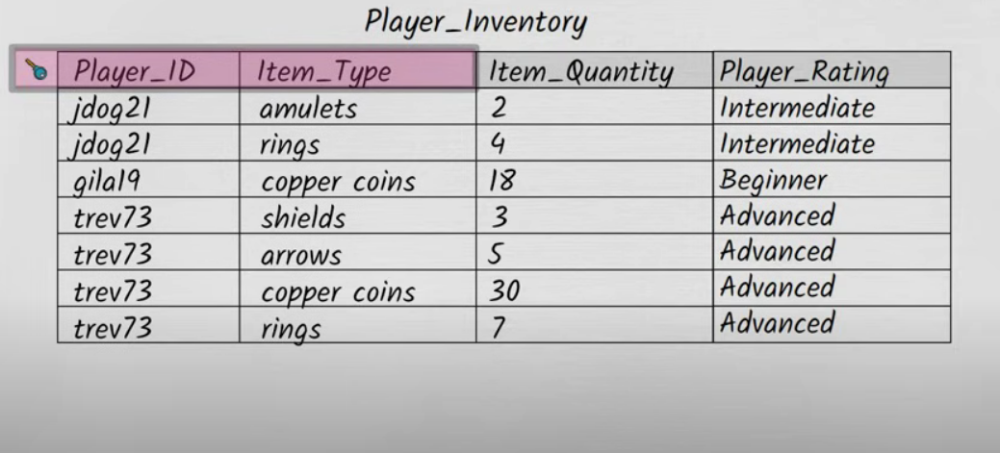 Player_Inventory
Player_ID Item_Type Item_Quantity Player_Rating
jdog21 amulets 2 Intermediate
jdog21 rings 4 Intermediate
gila19 copper coins 18 Beginner
trev73 shields 3 Advanced
trev73 arrows 5 Advanced
trev73 copper coins 30 Advanced
trev73 rings 7 Advanced